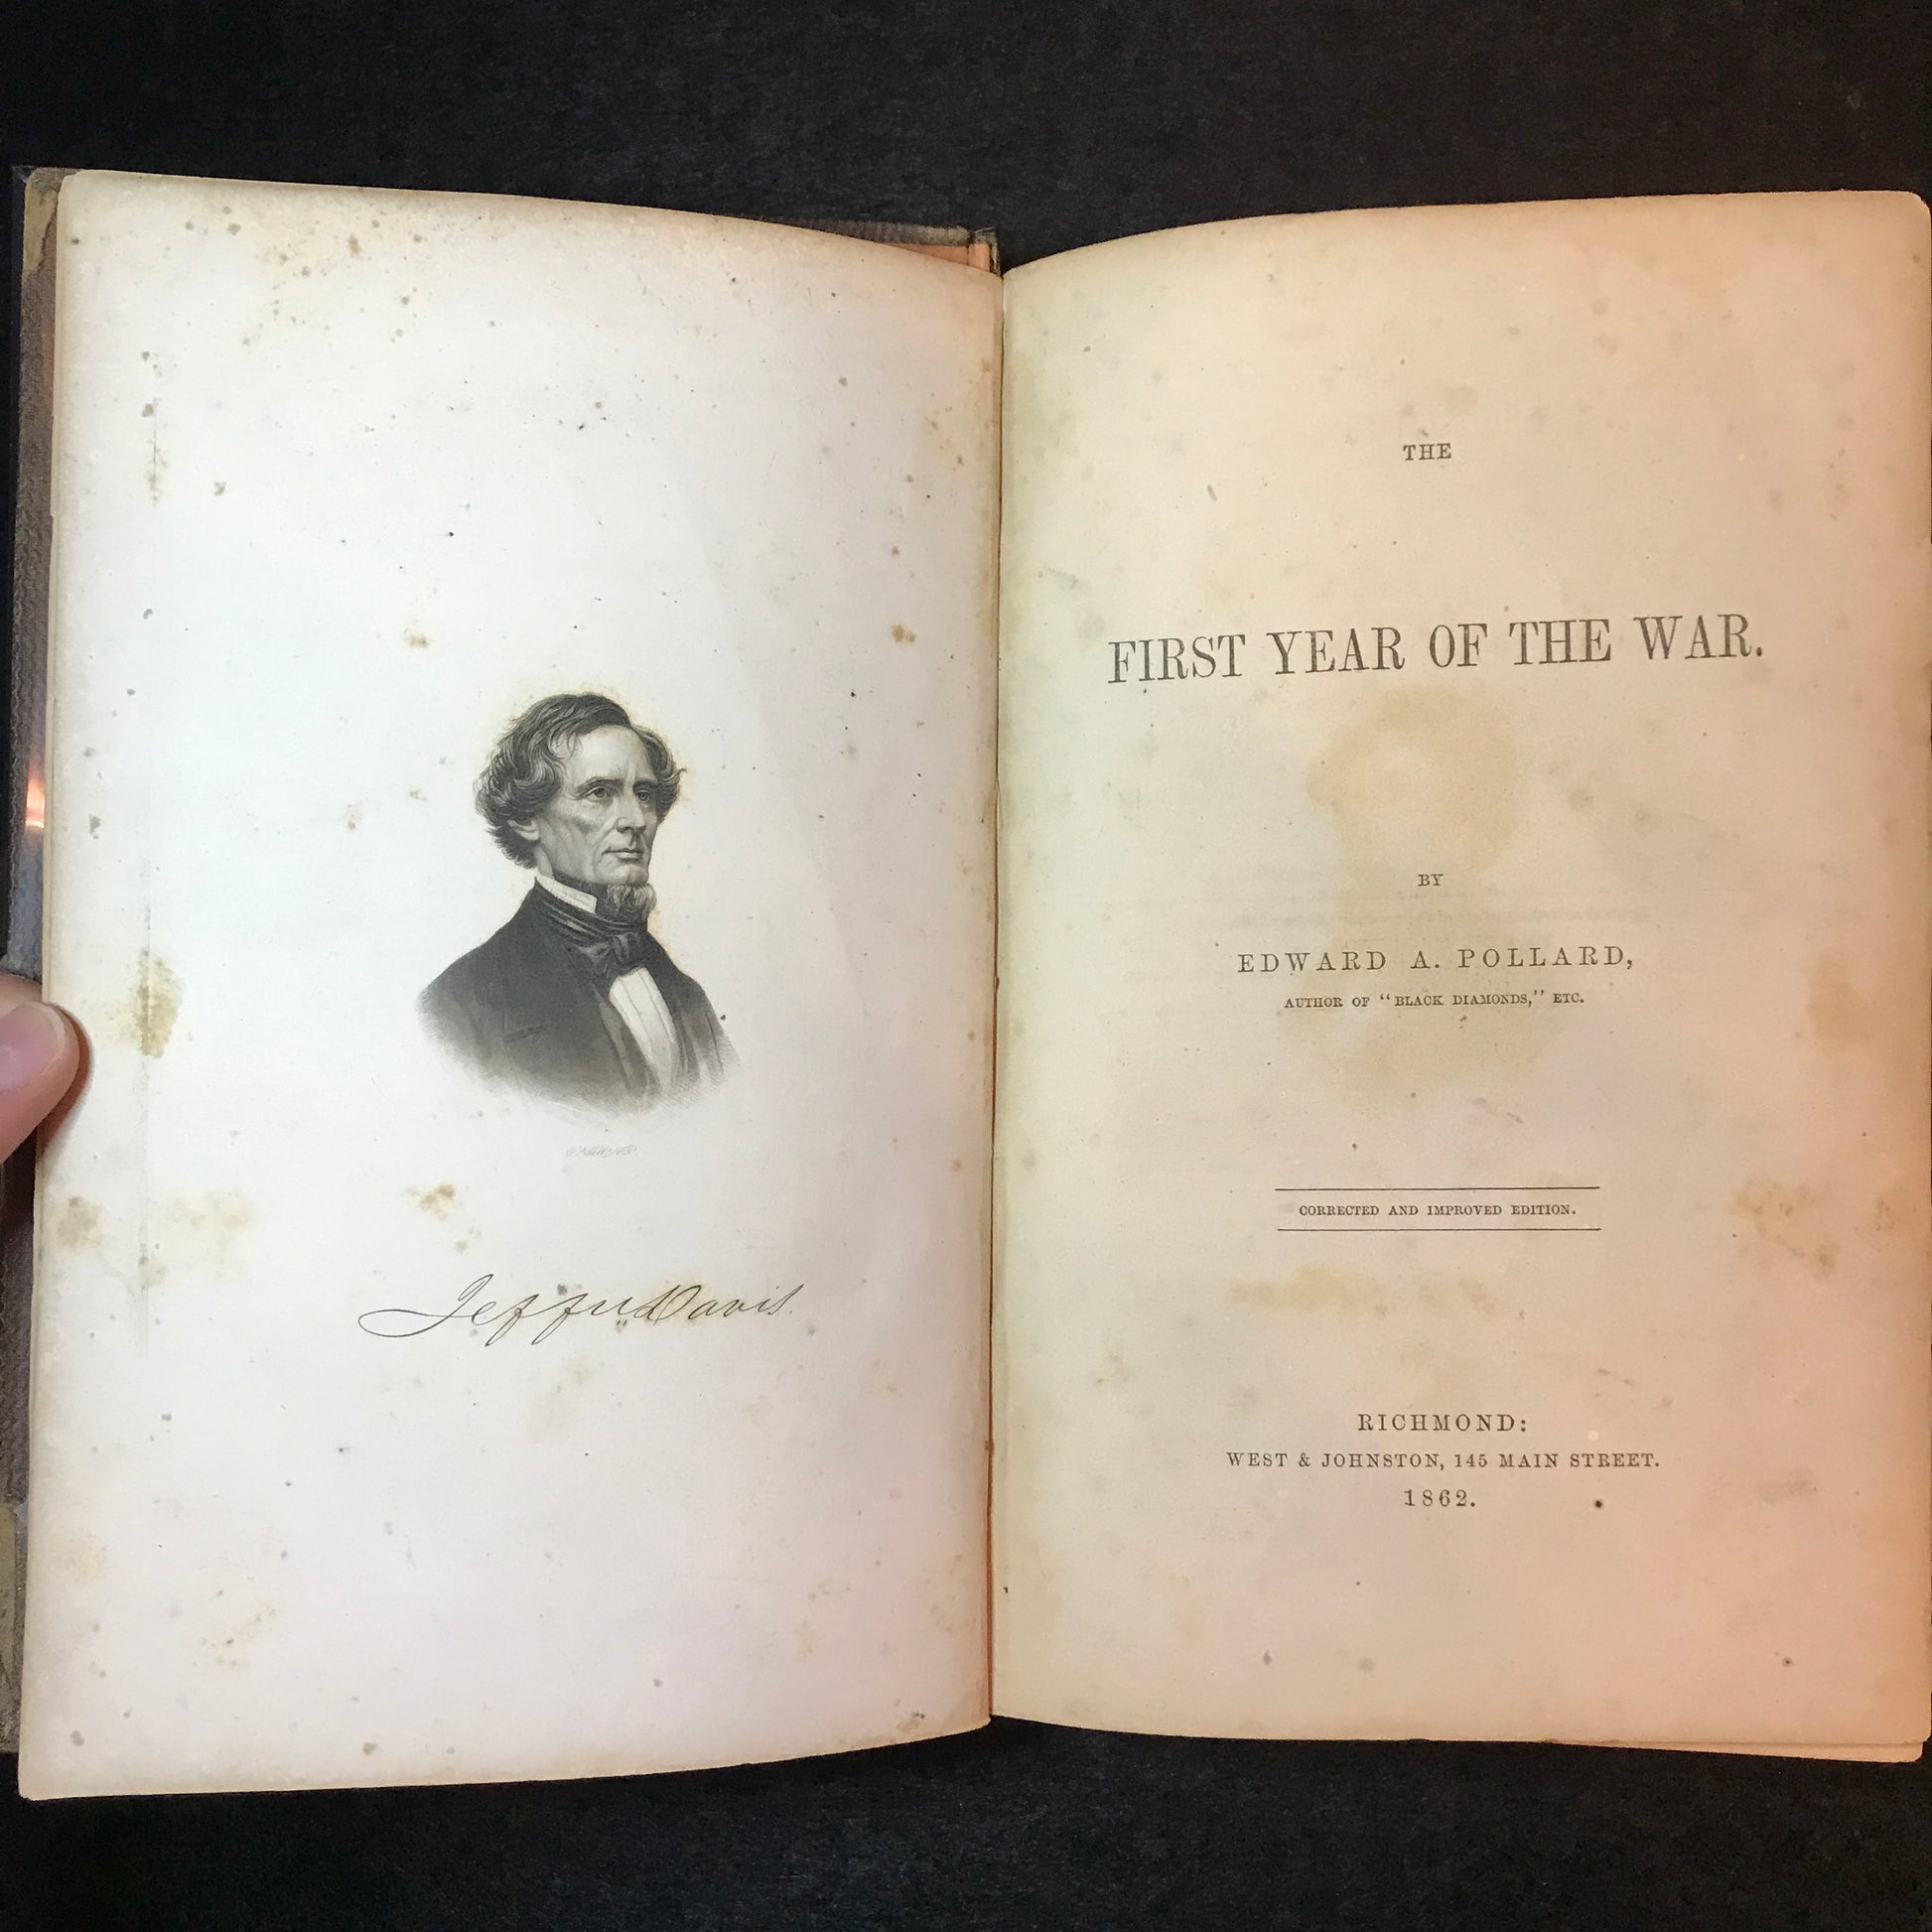 Jeffn Davis.
THE
FIRST YEAR OF THE WAR.
BY
EDWARD A. POLLARD,
AUTHOR OF “BLACK DIAMONDS,” ETC.
CORRECTED AND IMPROVED EDITION.
RICHMOND:
WEST & JOHNSTON, 145 MAIN STREET.
1862.